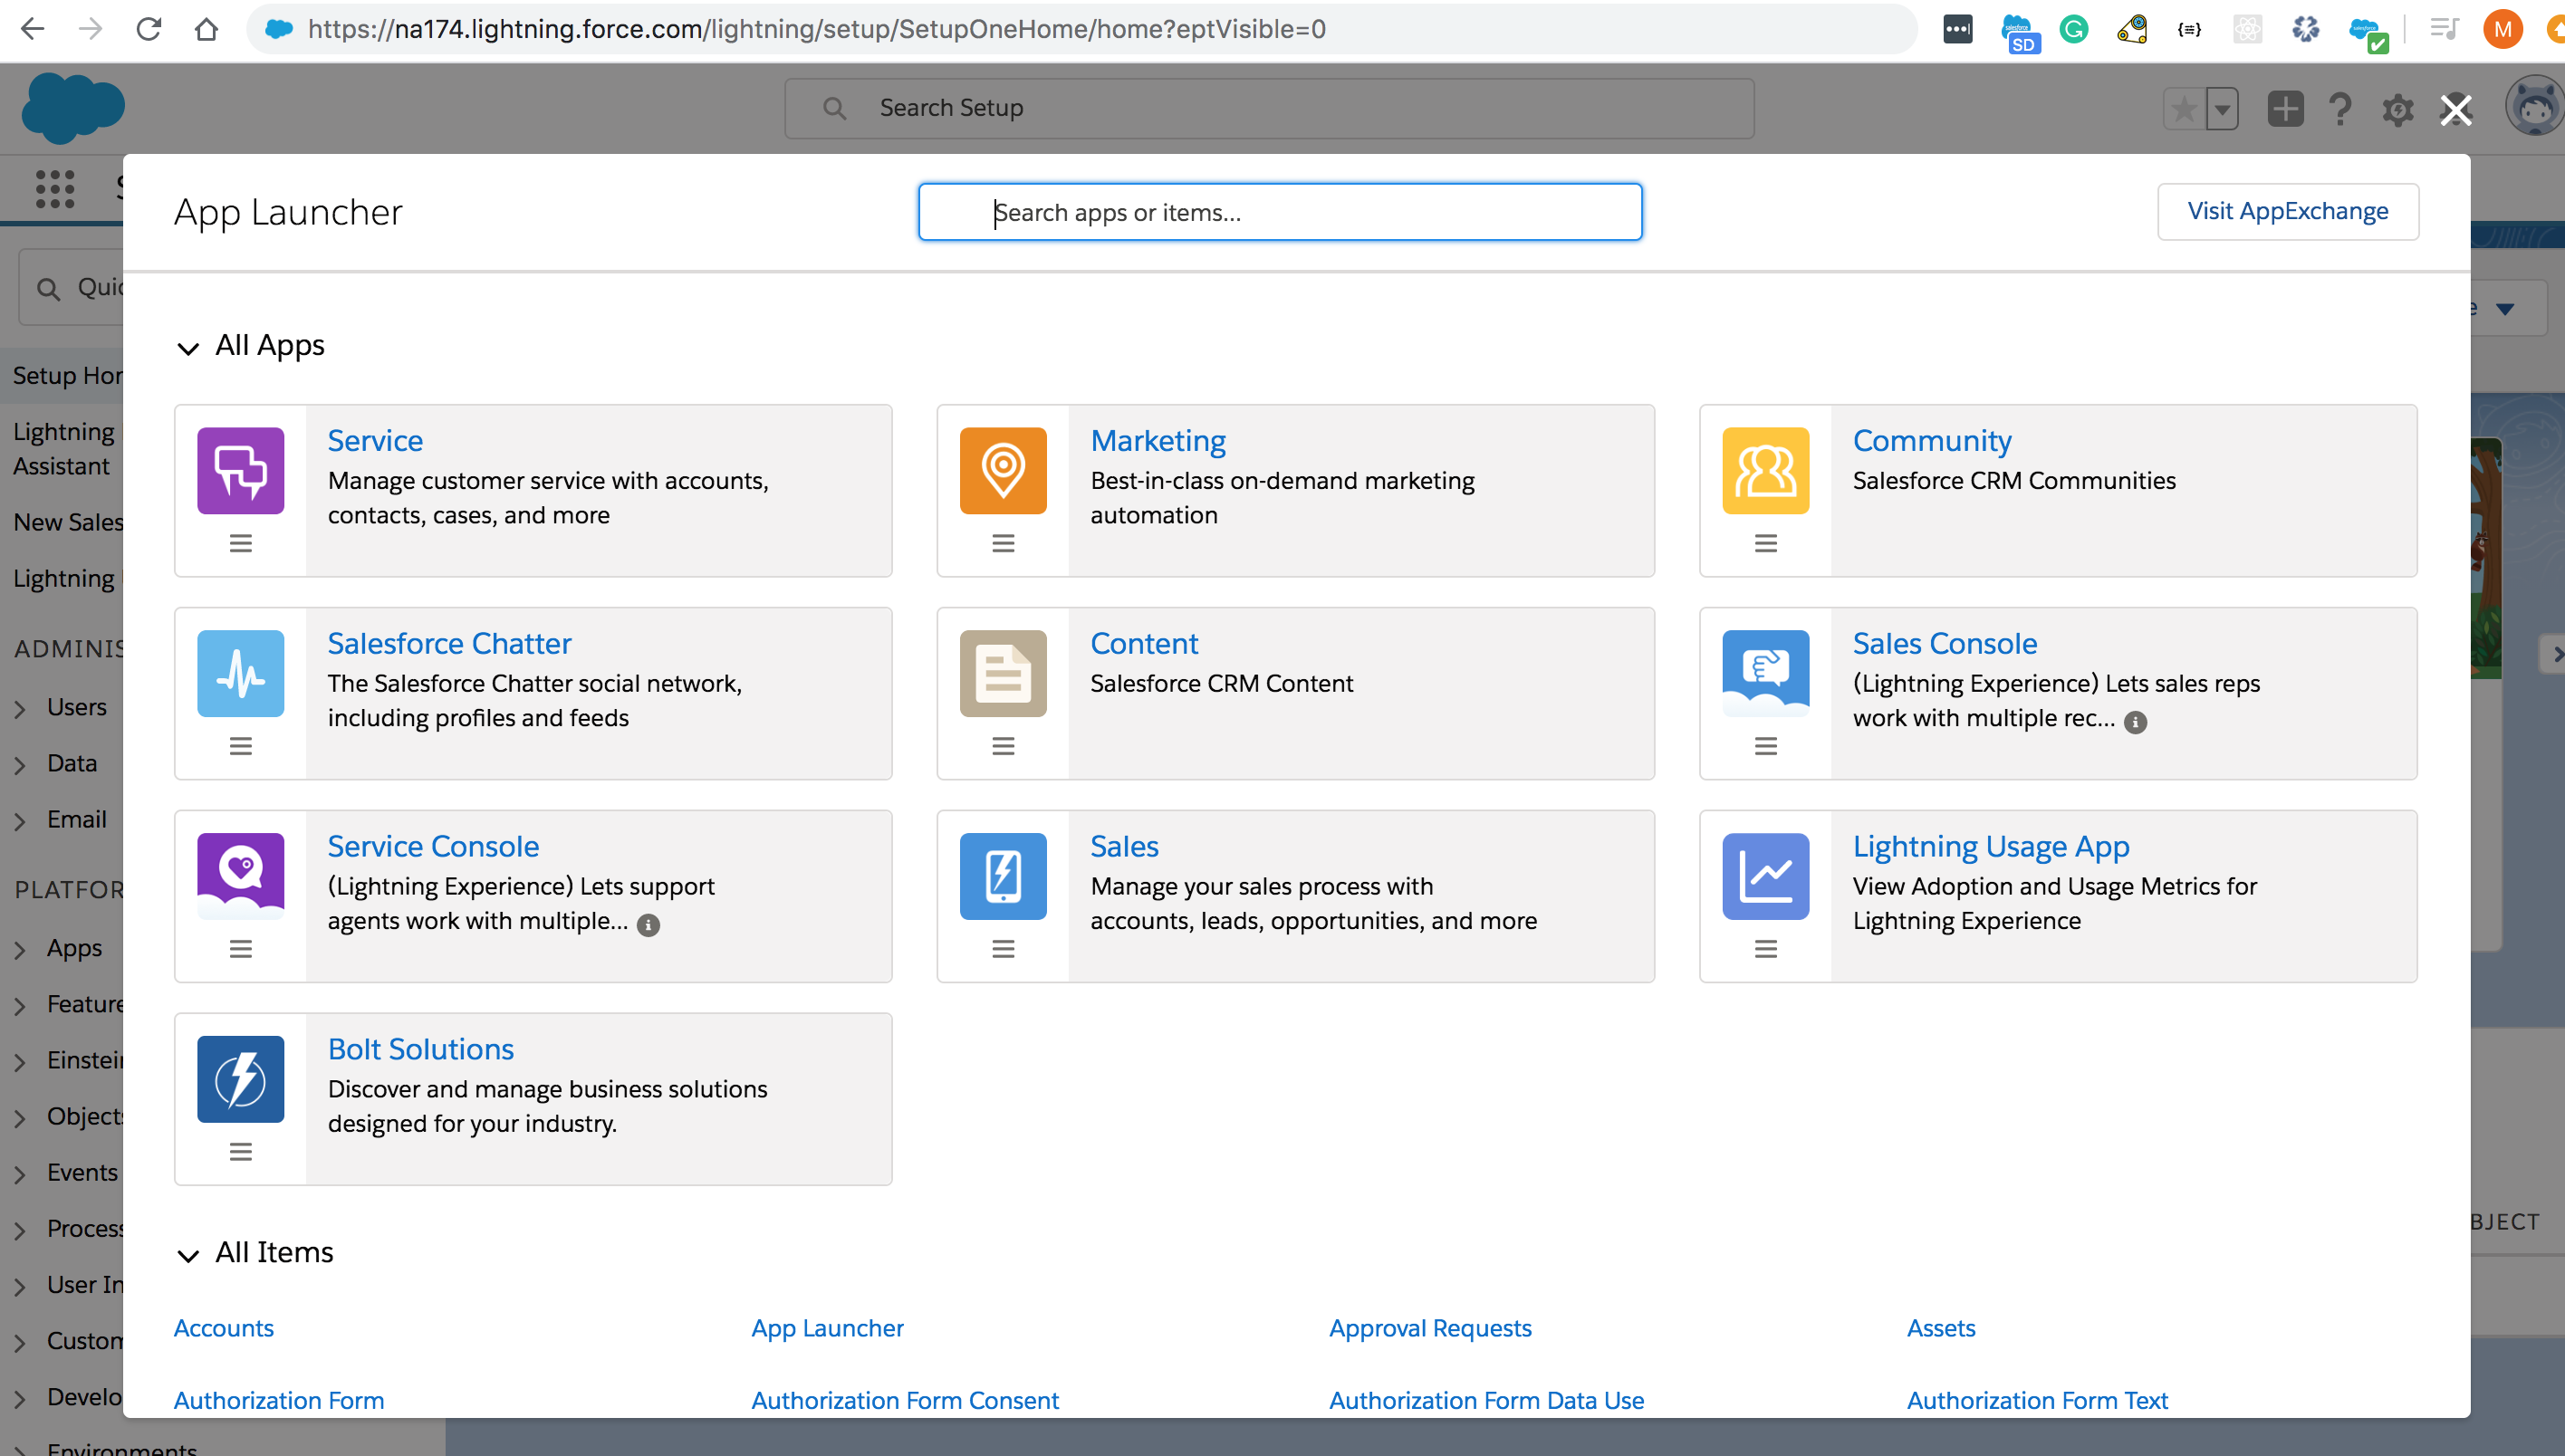 https://na174.lightning.force.com/lightning/setup/SetupOneHome/home?eptVisible=0
SD
M
Search Setup
App Launcher
Search apps or items...
Visit AppExchange
Quic
Setup Hor
Lightning
Assistant
New Sales
Lightning
ADMINIS
Users
Data
Email
PLATFOR
Apps
Feature
Einstein
Objects
Events
Process
User In
Custom
Develo
Environments
All Apps
Service
Manage customer service with accounts,
contacts, cases, and more
Marketing
Best-in-class on-demand marketing
automation
Community
Salesforce CRM Communities
Salesforce Chatter
The Salesforce Chatter social network,
including profiles and feeds
Content
Salesforce CRM Content
Sales Console
(Lightning Experience) Lets sales reps
work with multiple rec...
Service Console
(Lightning Experience) Lets support
agents work with multiple...
Sales
Manage your sales process with
accounts, leads, opportunities, and more
Lightning Usage App
View Adoption and Usage Metrics for
Lightning Experience
Bolt Solutions
Discover and manage business solutions
designed for your industry.
BJECT
All Items
Accounts
App Launcher
Approval Requests
Assets
Authorization Form
Authorization Form Consent
Authorization Form Data Use
Authorization Form Text